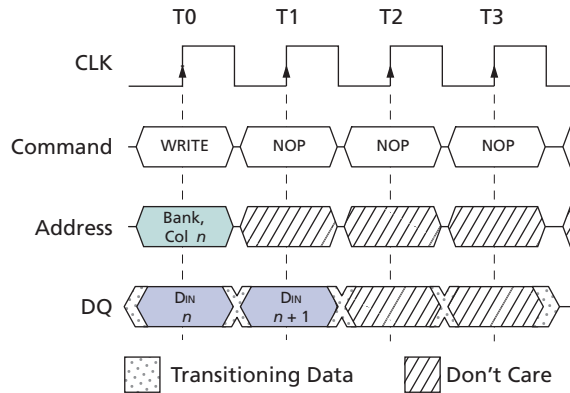 T0 T1 T2 T3
CLK
Command WRITE NOP NOP NOP
Address Bank,
Col n
DQ DIN DIN
n n + 1
Transitioning Data Don't Care